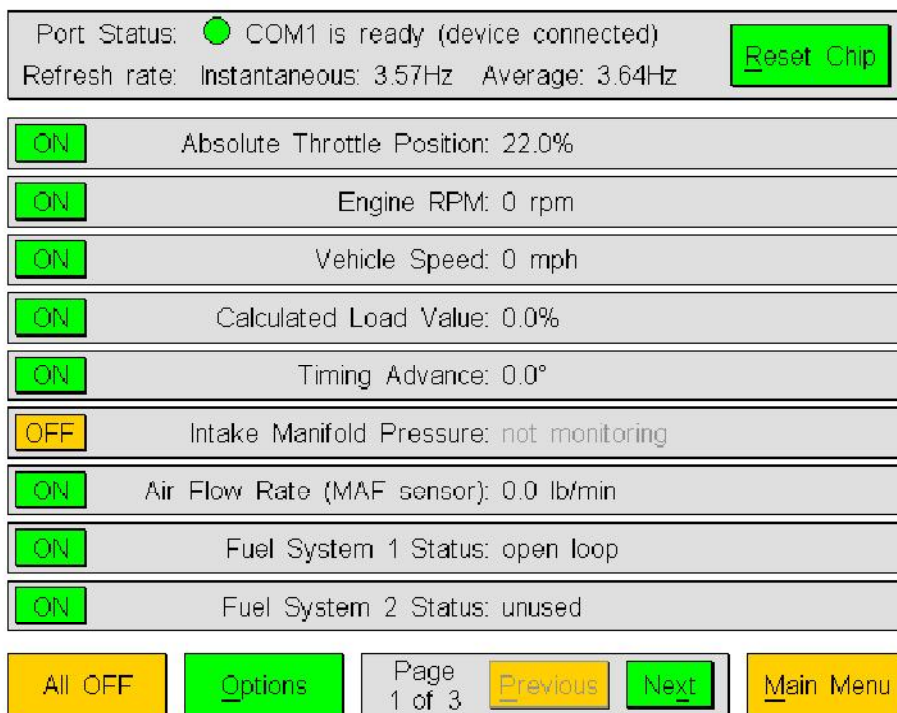 Port Status: COM1 is ready (device connected)
Refresh rate: Instantaneous: 3.57Hz Average: 3.64Hz
Reset Chip
ON Absolute Throttle Position: 22.0%
ON Engine RPM: 0 rpm
ON Vehicle Speed: 0 mph
ON Calculated Load Value: 0.0%
ON Timing Advance: 0.0°
OFF Intake Manifold Pressure: not monitoring
ON Air Flow Rate (MAF sensor): 0.0 lb/min
ON Fuel System 1 Status: open loop
ON Fuel System 2 Status: unused
All OFF
Options
Page
1 of 3
Previous
Next
Main Menu